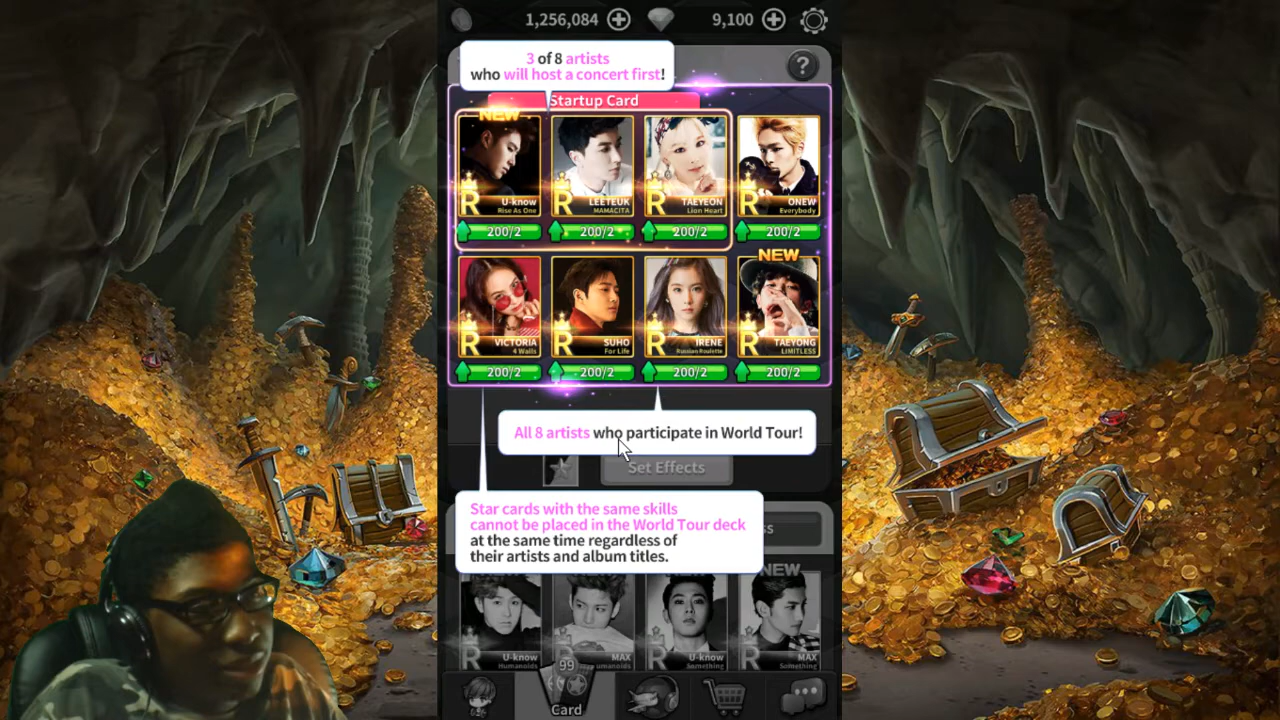 1,256,084
9,100
3 of 8 artists
who will host a concert first!
?
Startup Card
NEW
R U-know
Rise As One
R LEETEUK
MAMACITA
R TAEYEON
Lion Heart
R ONEW
Everybody
200/2
200/2
200/2
200/2
NEW
R VICTORIA
4 Walls
R SUHO
For Life
R IRENE
Russian Roulette
R TAEYONG
LIMITLESS
200/2
200/2
200/2
200/2
All 8 artists who participate in World Tour!
Set Effects
Star cards with the same skills
cannot be placed in the World Tour deck
at the same time regardless of
their artists and album titles.
ss
NEW
R U-know
Humanoids
R MAX
umanoids
R U-know
Something
R MAX
Something
99
Card